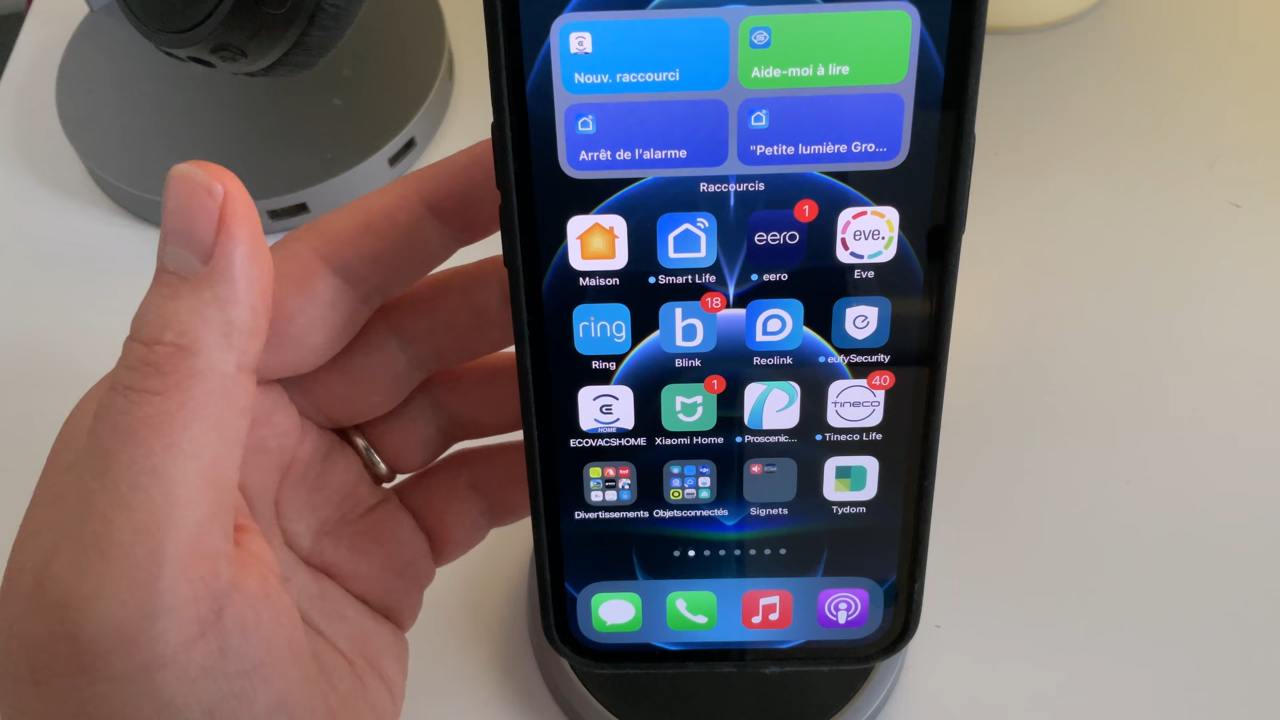 Nouv. raccourci
Aide-moi à lire
Arrêt de l'alarme
"Petite lumière Gro...
Raccourcis
1
eero
eve.
Maison
Smart Life
eero
Eve
18
ring
b
Ring
Blink
Reolink
eufySecurity
1
40
HOME
TINECO
ECOVACSHOME
Xiaomi Home
Proscenic...
Tineco Life
Divertissements
Objetsconnectés
Signets
Tydom